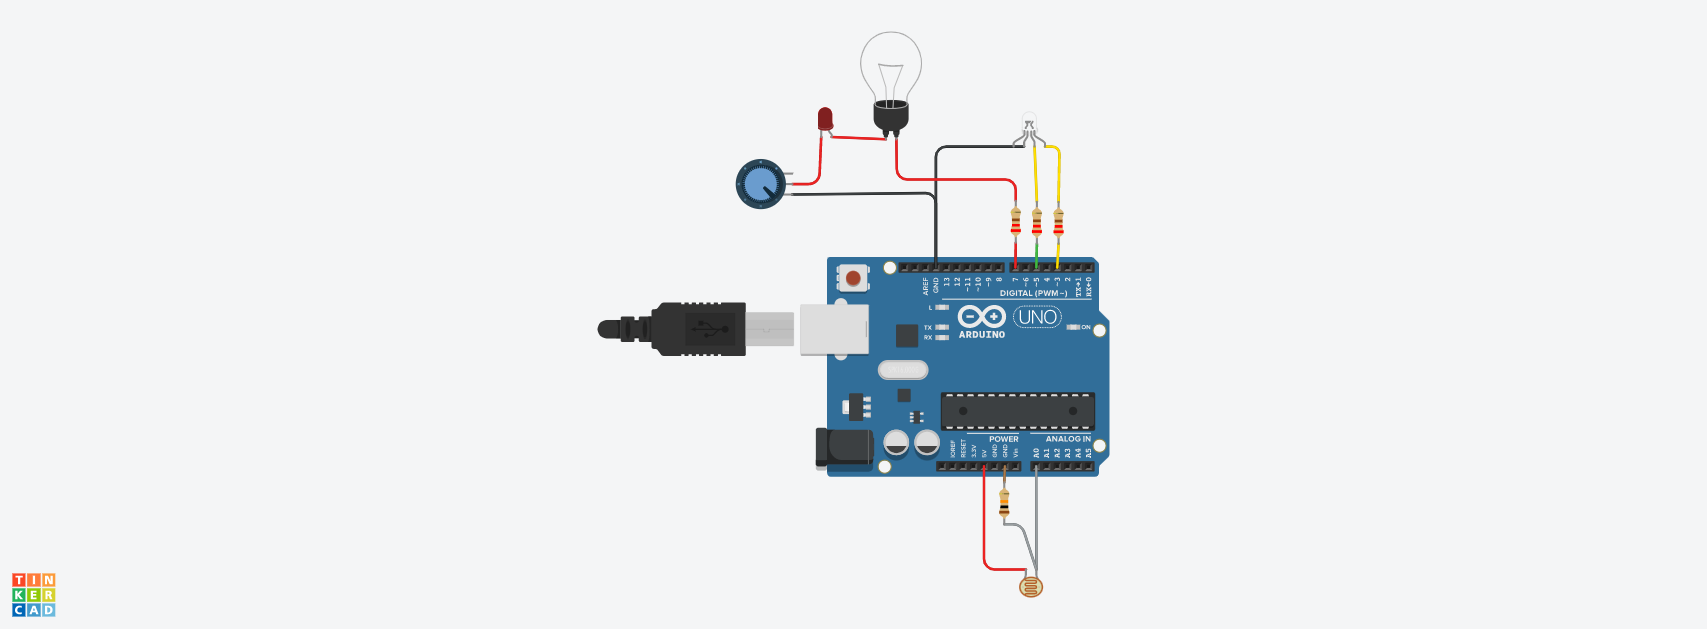 AREF
GND
13
12
~11
~10
~9
8
7
~6
~5
4
~3
2
TX→1
RX←0
DIGITAL (PWM~)
L
TX
RX
UNO
ON
ARDUINO
POWER
ANALOG IN
IOREF
RESET
3.3V
5V
GND
GND
Vin
A0
A1
A2
A3
A4
A5
TIN
KER
CAD